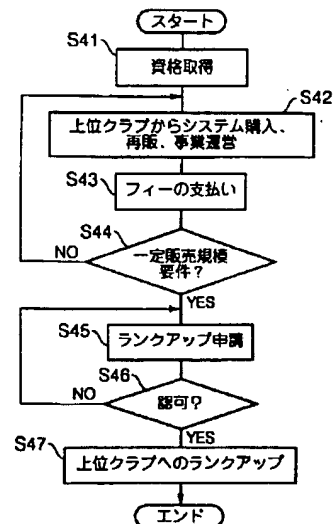 スタート
S41
資格取得
S42
上位クラブからシステム購入、
再販、事業運営
S43
フィーの支払い
S44
一定販売規模
要件？
NO
YES
S45
ランクアップ申請
S46
認可？
NO
YES
S47
上位クラブへのランクアップ
エンド